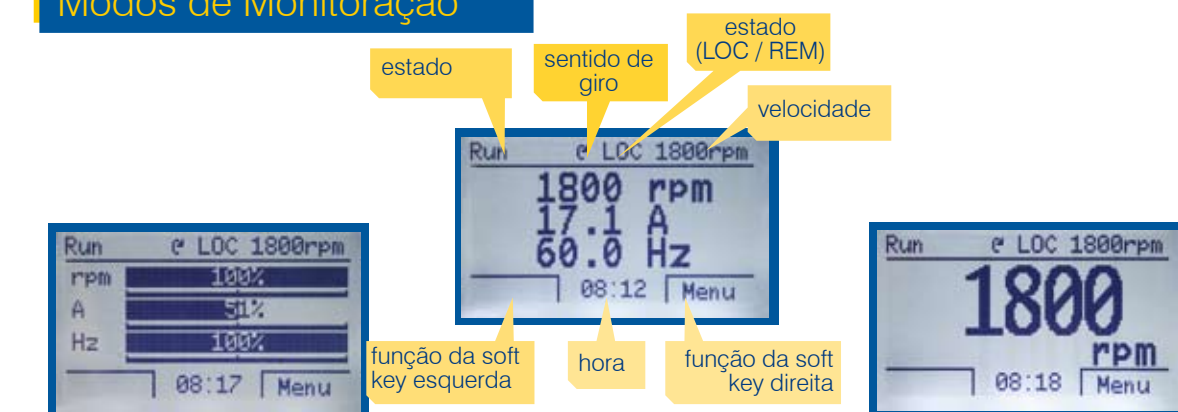 Modos de Monitoração
estado
sentido de
giro
estado
(LOC / REM)
velocidade
Run LOC 1800rpm
1800 rpm
17.1 A
60.0 Hz
08:12 Menu
função da soft
key esquerda
hora
função da soft
key direita
Run LOC 1800rpm
rpm 100%
A 51%
Hz 100%
08:17 Menu
Run LOC 1800rpm
1800
rpm
08:18 Menu